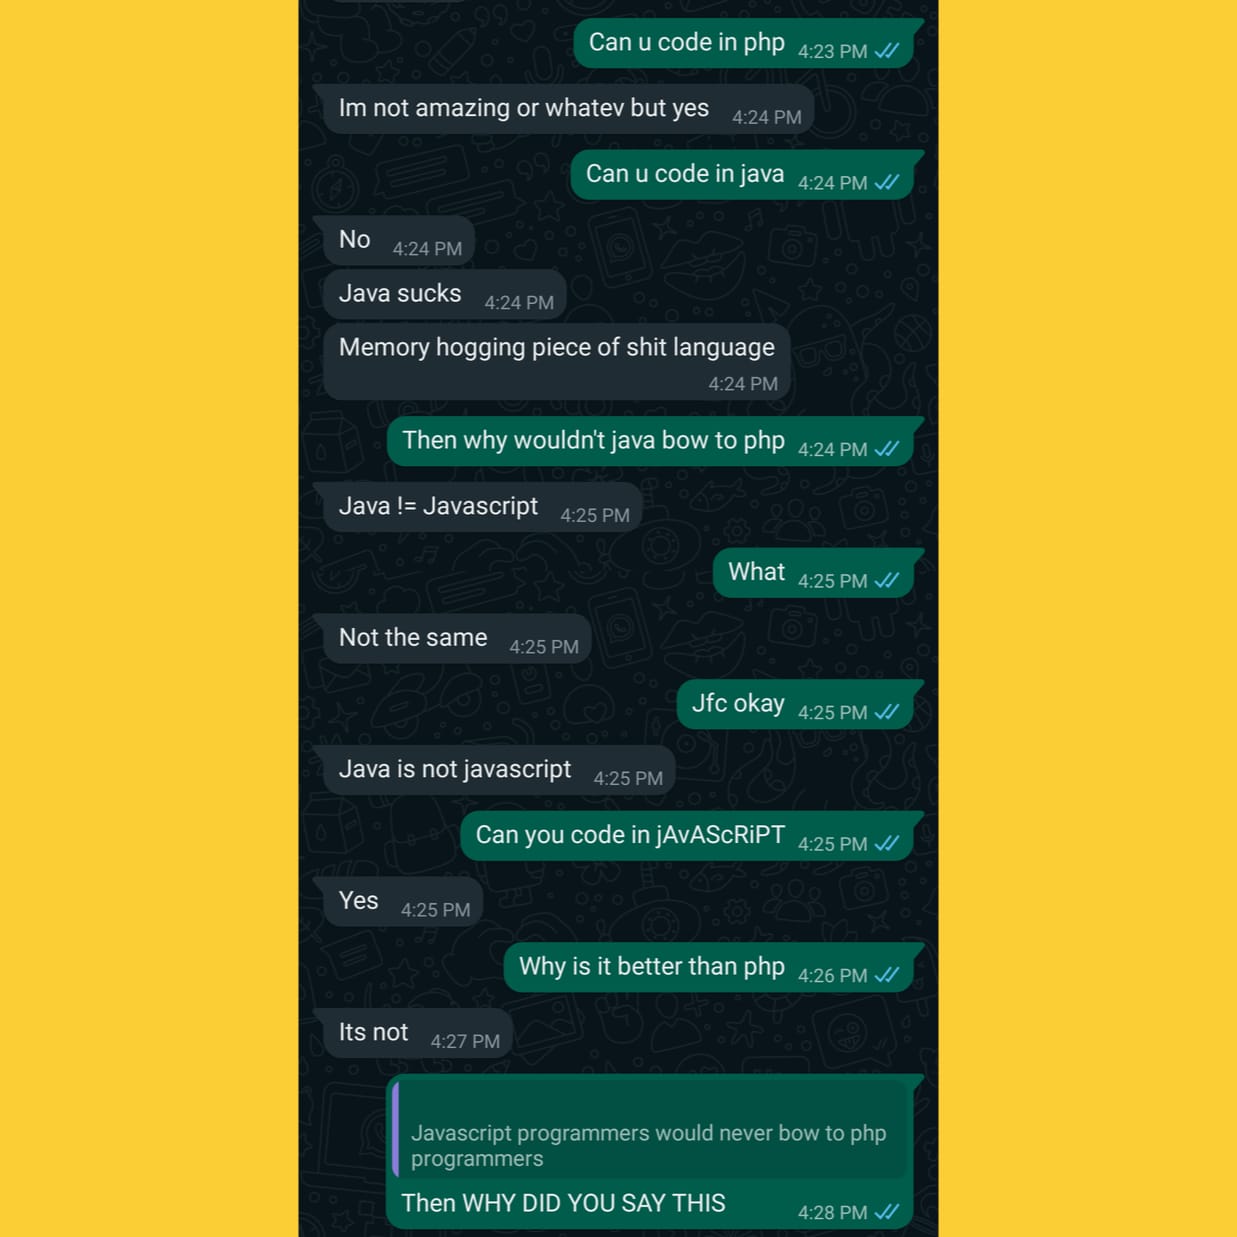 Can u code in php 4:23 PM
Im not amazing or whatev but yes 4:24 PM
Can u code in java 4:24 PM
No 4:24 PM
Java sucks 4:24 PM
Memory hogging piece of shit language
4:24 PM
Then why wouldn't java bow to php 4:24 PM
Java != Javascript 4:25 PM
What 4:25 PM
Not the same 4:25 PM
Jfc okay 4:25 PM
Java is not javascript 4:25 PM
Can you code in jAvAScRiPT 4:25 PM
Yes 4:25 PM
Why is it better than php 4:26 PM
Its not 4:27 PM
Javascript programmers would never bow to php
programmers
Then WHY DID YOU SAY THIS 4:28 PM